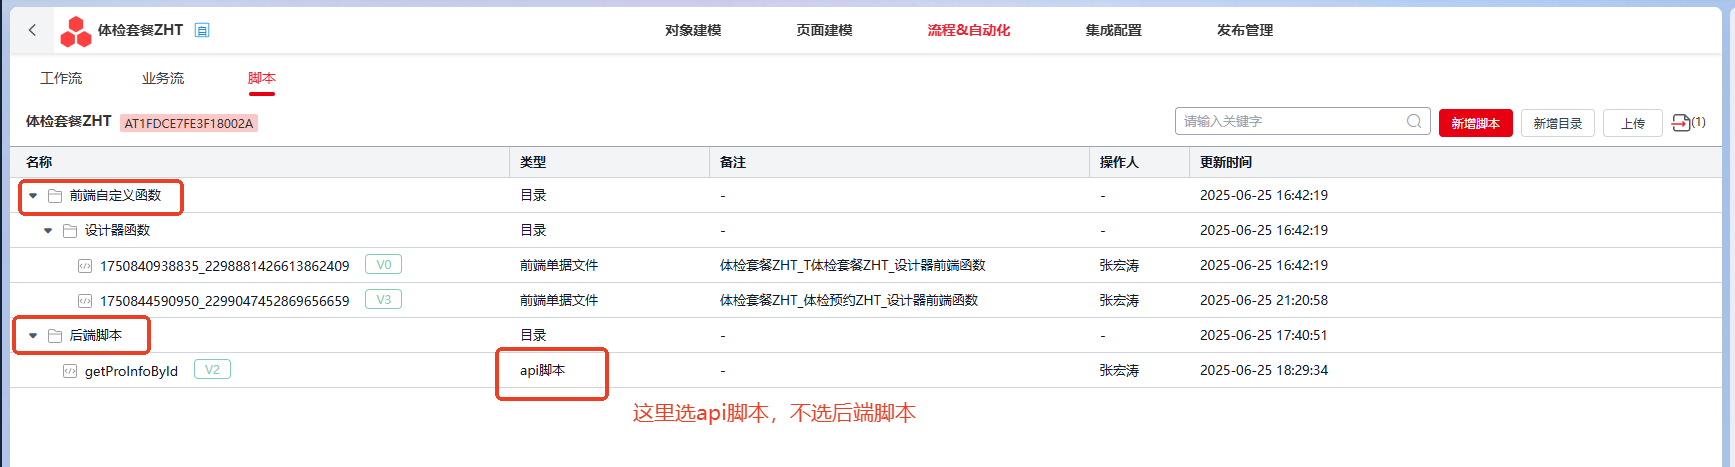 体检套餐ZHT 自 对象建模 页面建模 流程&自动化 集成配置 发布管理
工作流 业务流 脚本
体检套餐ZHT AT1FDCE7FE3F18002A 请输入关键字 新增脚本 新增目录 上传 (1)
名称 类型 备注 操作人 更新时间
前端自定义函数 目录 - - 2025-06-25 16:42:19
设计器函数 目录 - - 2025-06-25 16:42:19
1750840938835_2298881426613862409 V0 前端单据文件 体检套餐ZHT_T体检套餐ZHT_设计器前端函数 张宏涛 2025-06-25 16:42:19
1750844590950_2299047452869656659 V3 前端单据文件 体检套餐ZHT_体检预约ZHT_设计器前端函数 张宏涛 2025-06-25 21:20:58
后端脚本 目录 - - 2025-06-25 17:40:51
getProInfoById V2 api脚本 - 张宏涛 2025-06-25 18:29:34
这里选api脚本，不选后端脚本